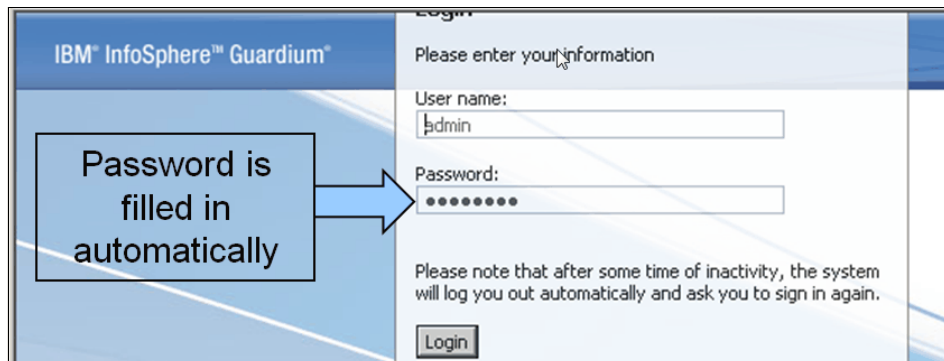 Login
IBM® InfoSphere™ Guardium®
Please enter your information
User name:
admin
Password is
filled in
automatically
Password:
••••••••
Please note that after some time of inactivity, the system
will log you out automatically and ask you to sign in again.
Login